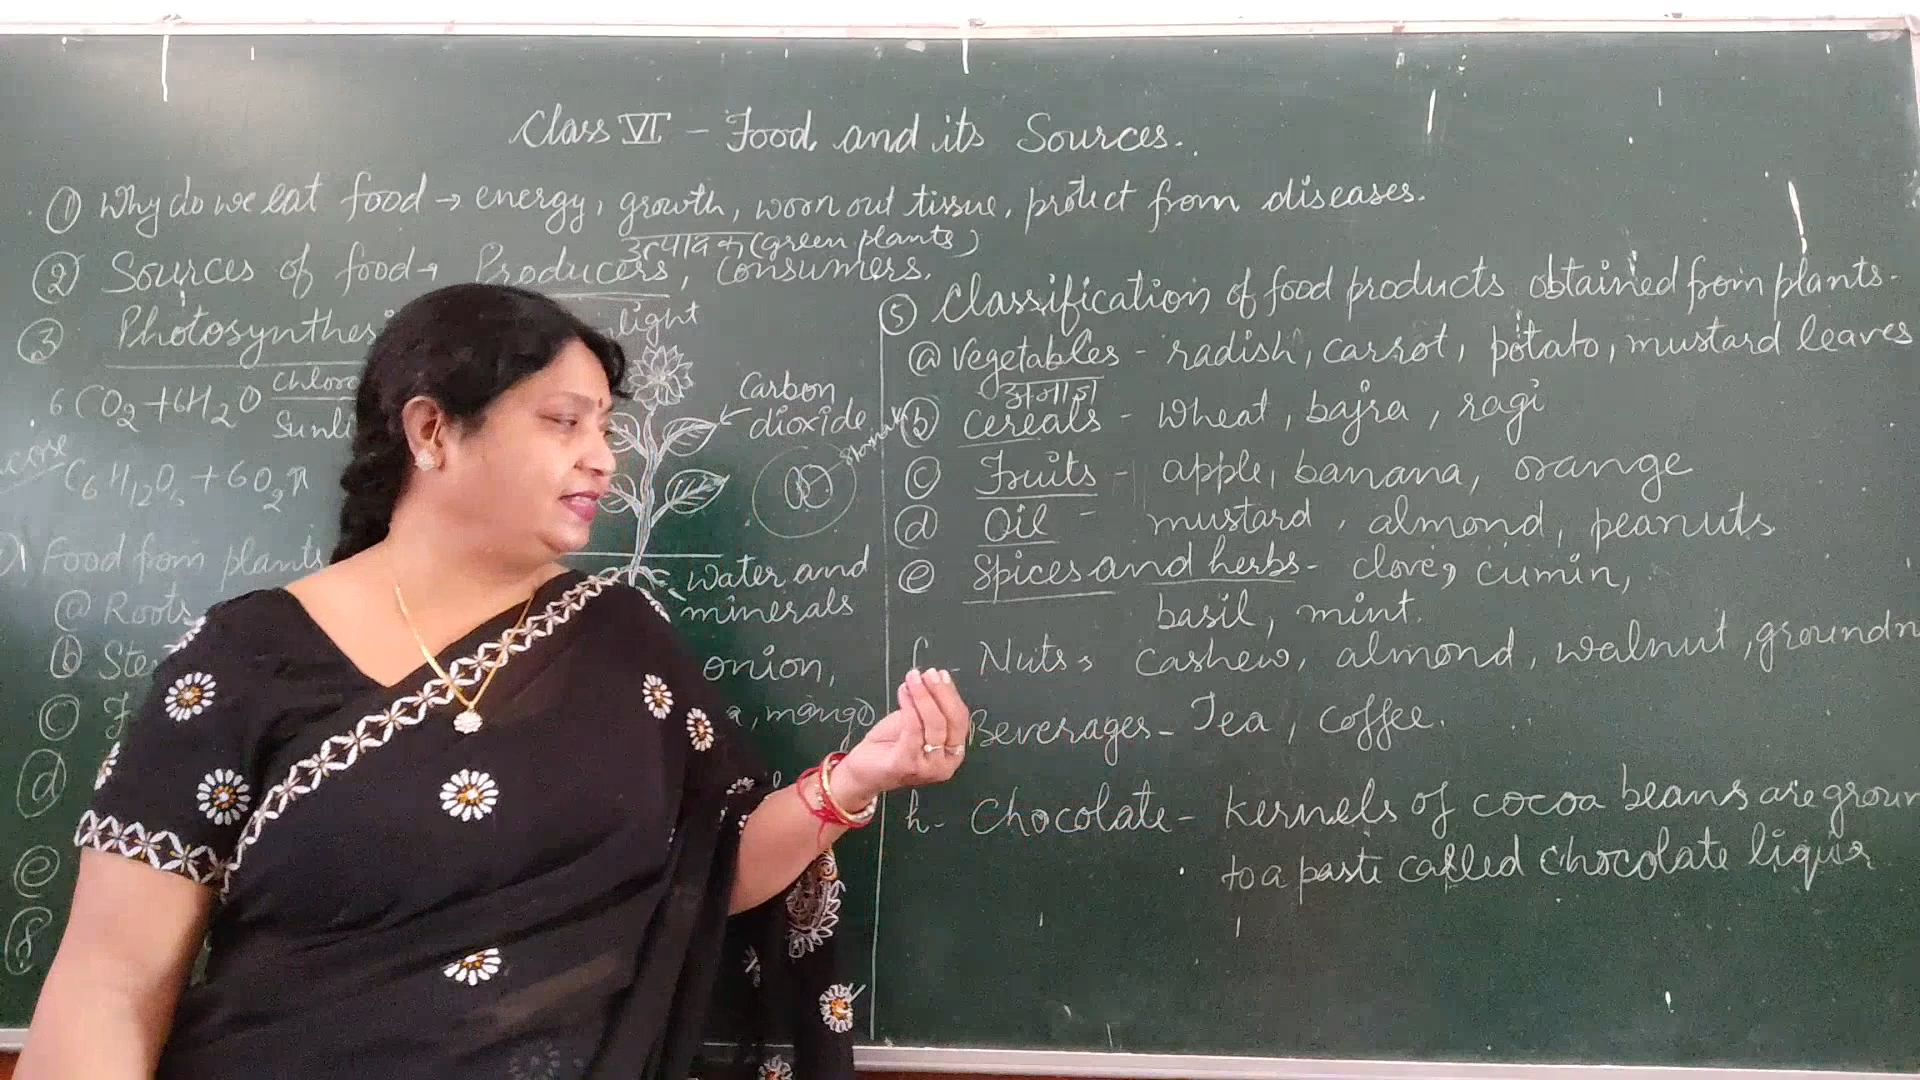 Class VI - Food and its Sources.
① Why do we eat food → energy, growth, worn out tissue, protect from diseases.
उत्पादक (green plants)
② Sources of food → Producers, Consumers.
③ Photosynthesi
light
6CO2 + 6H2O
Sunli
C6H12O6 + 6O2 ↑
Carbon
dioxide
Food from plants
ⓐ Roots
water and
minerals
ⓑ Ste
onion,
ⓒ F
mango
ⓓ
ⓔ
⑤ Classification of food products obtained from plants.
ⓐ Vegetables - radish, carrot, potato, mustard leaves
अनाज
ⓑ Cereals - wheat, bajra, ragi
ⓒ Fruits - apple, banana, orange
ⓓ Oil - mustard, almond, peanuts
ⓔ Spices and herbs - clove, cumin,
basil, mint.
f - Nuts, cashew, almond, walnut, groundn
Beverages - Tea, coffee.
h - Chocolate - kernels of cocoa beans are groun
to a paste called chocolate liquor